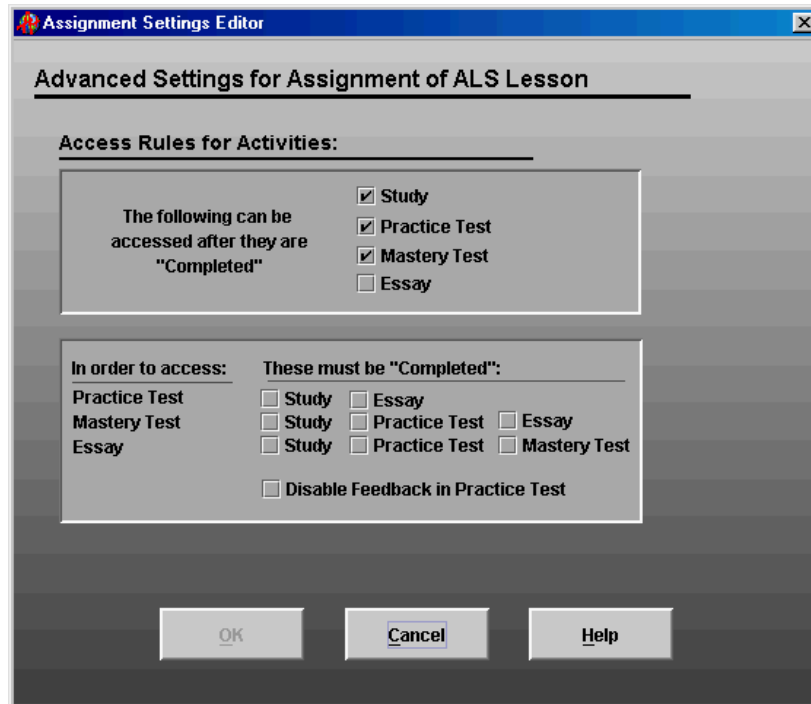 Assignment Settings Editor
Advanced Settings for Assignment of ALS Lesson
Access Rules for Activities:
The following can be
accessed after they are
"Completed"
Study
Practice Test
Mastery Test
Essay
In order to access: These must be "Completed":
Practice Test Study Essay
Mastery Test Study Practice Test Essay
Essay Study Practice Test Mastery Test
Disable Feedback in Practice Test
OK Cancel Help